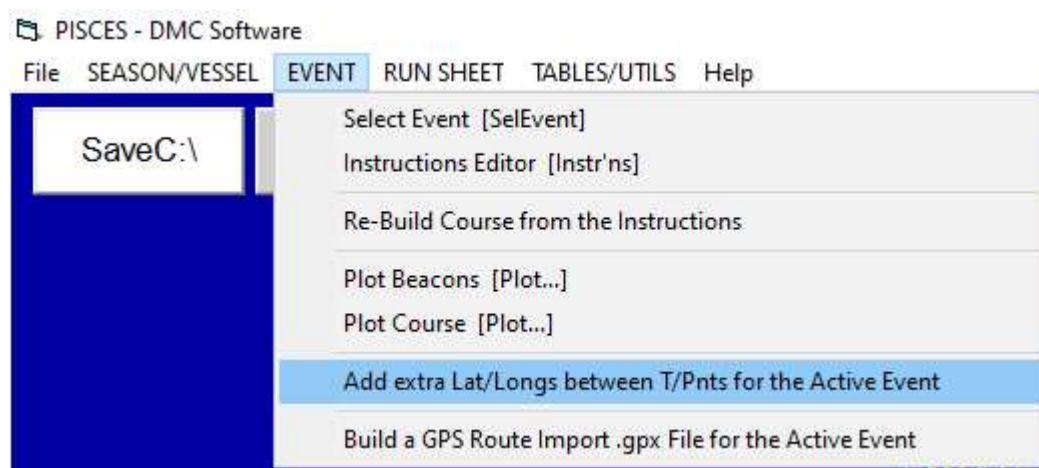 PISCES - DMC Software
File SEASON/VESSEL EVENT RUN SHEET TABLES/UTILS Help
SaveC:\
Select Event [SelEvent]
Instructions Editor [Instr'ns]
Re-Build Course from the Instructions
Plot Beacons [Plot...]
Plot Course [Plot...]
Add extra Lat/Longs between T/Pnts for the Active Event
Build a GPS Route Import .gpx File for the Active Event